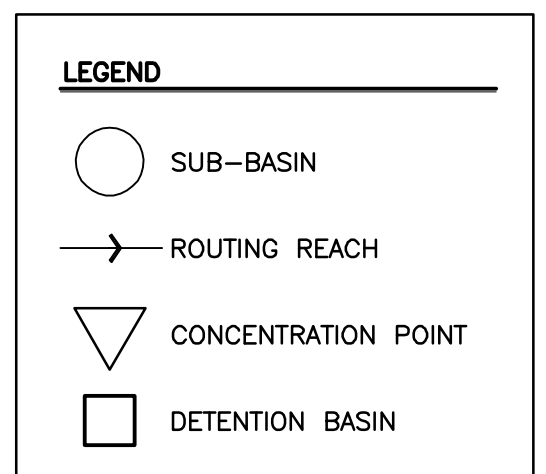 LEGEND
SUB-BASIN
ROUTING REACH
CONCENTRATION POINT
DETENTION BASIN